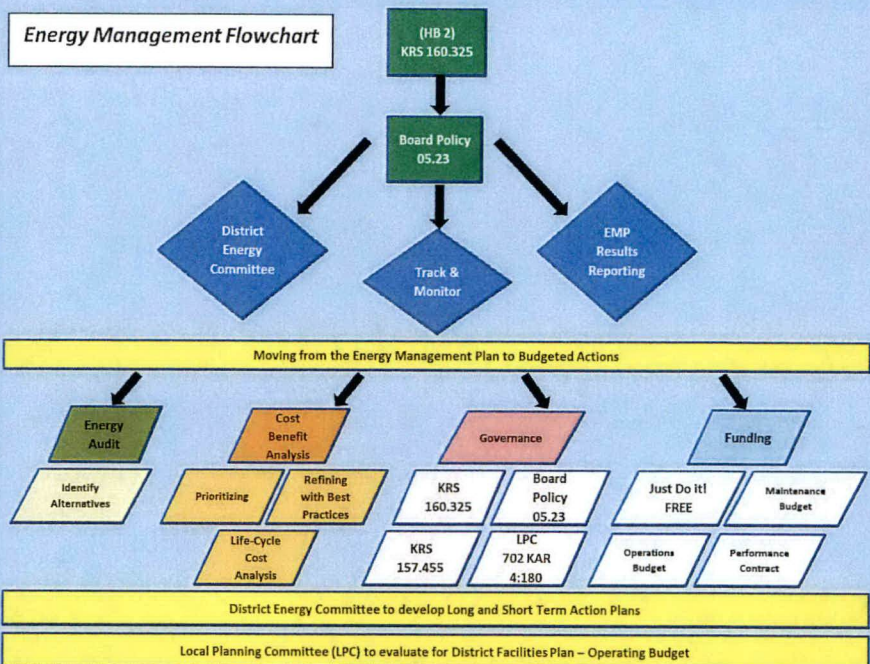 Energy Management Flowchart
(HB 2)
KRS 160.325
Board Policy
05.23
District
Energy
Committee
Track &
Monitor
EMP
Results
Reporting
Moving from the Energy Management Plan to Budgeted Actions
Energy
Audit
Cost
Benefit
Analysis
Governance
Funding
Identify
Alternatives
Prioritizing
Refining
with Best
Practices
KRS
160.325
Board
Policy
05.23
Just Do it!
FREE
Maintenance
Budget
Life-Cycle
Cost
Analysis
KRS
157.455
LPC
702 KAR
4:180
Operations
Budget
Performance
Contract
District Energy Committee to develop Long and Short Term Action Plans
Local Planning Committee (LPC) to evaluate for District Facilities Plan – Operating Budget